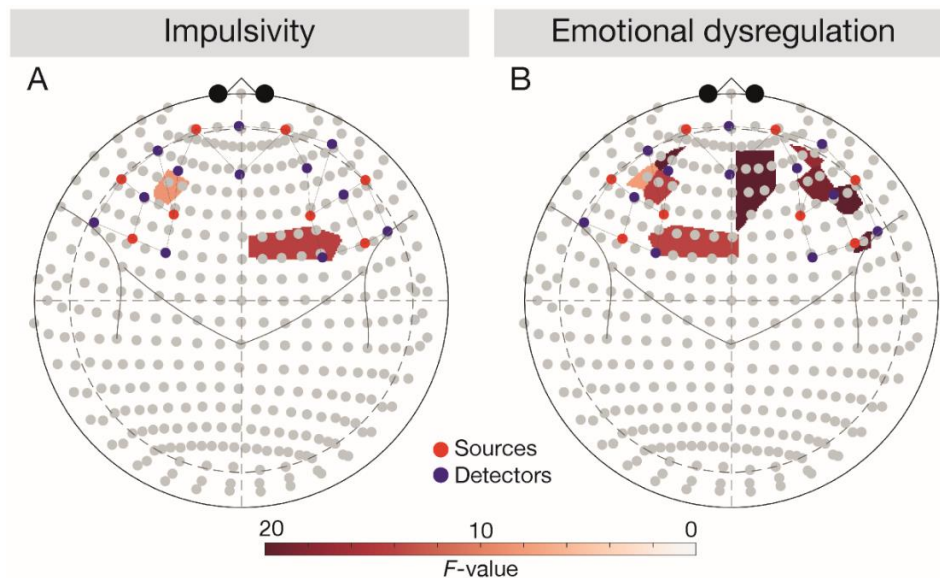 Impulsivity
Emotional dysregulation
A
B
Sources
Detectors
20
10
0
F-value